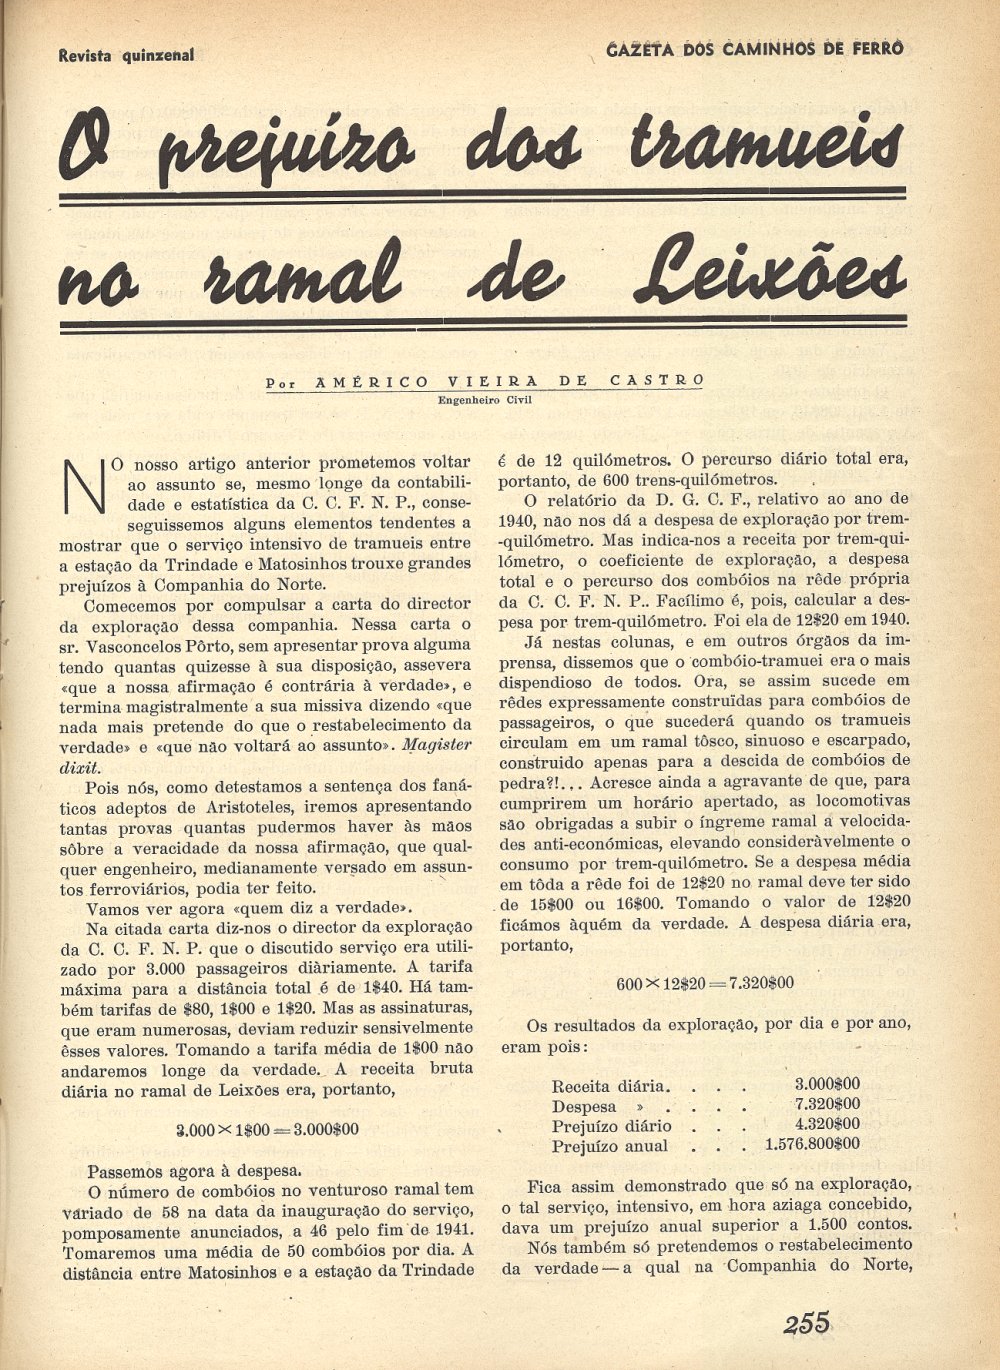 Revista quinzenal
GAZETA DOS CAMINHOS DE FERRO
O prejuízo dos tramueis
no ramal de Leixões
Por AMÉRICO VIEIRA DE CASTRO
Engenheiro Civil
NO nosso artigo anterior prometemos voltar
ao assunto se, mesmo longe da contabili-
dade e estatística da C. C. F. N. P., conse-
seguissemos alguns elementos tendentes a
mostrar que o serviço intensivo de tramueis entre
a estação da Trindade e Matosinhos trouxe grandes
prejuízos à Companhia do Norte.
Comecemos por compulsar a carta do director
da exploração dessa companhia. Nessa carta o
sr. Vasconcelos Pôrto, sem apresentar prova alguma
tendo quantas quizesse à sua disposição, assevera
«que a nossa afirmação é contrária à verdade», e
termina magistralmente a sua missiva dizendo «que
nada mais pretende do que o restabelecimento da
verdade» e «que não voltará ao assunto». Magister
dixit.
Pois nós, como detestamos a sentença dos faná-
ticos adeptos de Aristoteles, iremos apresentando
tantas provas quantas pudermos haver às mãos
sôbre a veracidade da nossa afirmação, que qual-
quer engenheiro, medianamente versado em assun-
tos ferroviários, podia ter feito.
Vamos ver agora «quem diz a verdade».
Na citada carta diz-nos o director da exploração
da C. C. F. N. P. que o discutido serviço era utili-
zado por 3.000 passageiros diàriamente. A tarifa
máxima para a distância total é de 1$40. Há tam-
bém tarifas de $80, 1$00 e 1$20. Mas as assinaturas,
que eram numerosas, deviam reduzir sensivelmente
êsses valores. Tomando a tarifa média de 1$00 não
andaremos longe da verdade. A receita bruta
diária no ramal de Leixões era, portanto,
3.000×1$00=3.000$00
Passemos agora à despesa.
O número de combóios no venturoso ramal tem
variado de 58 na data da inauguração do serviço,
pomposamente anunciados, a 46 pelo fim de 1941.
Tomaremos uma média de 50 combóios por dia. A
distância entre Matosinhos e a estação da Trindade
é de 12 quilómetros. O percurso diário total era,
portanto, de 600 trens-quilómetros.
O relatório da D. G. C. F., relativo ao ano de
1940, não nos dá a despesa de exploração por trem-
-quilómetro. Mas indica-nos a receita por trem-qui-
lómetro, o coeficiente de exploração, a despesa
total e o percurso dos combóios na rêde própria
da C. C. F. N. P.. Facílimo é, pois, calcular a des-
pesa por trem-quilómetro. Foi ela de 12$20 em 1940.
Já nestas colunas, e em outros órgãos da im-
prensa, dissemos que o combóio-tramuei era o mais
dispendioso de todos. Ora, se assim sucede em
rêdes expressamente construïdas para combóios de
passageiros, o que sucederá quando os tramueis
circulam em um ramal tôsco, sinuoso e escarpado,
construido apenas para a descida de combóios de
pedra?!... Acresce ainda a agravante de que, para
cumprirem um horário apertado, as locomotivas
são obrigadas a subir o íngreme ramal a velocida-
des anti-económicas, elevando consideràvelmente o
consumo por trem-quilómetro. Se a despesa média
em tôda a rêde foi de 12$20 no ramal deve ter sido
de 15$00 ou 16$00. Tomando o valor de 12$20
ficámos àquém da verdade. A despesa diária era,
portanto,
600×12$20=7.320$00
Os resultados da exploração, por dia e por ano,
eram pois:
Receita diária. . . . 3.000$00
Despesa » . . . . 7.320$00
Prejuízo diário . . . 4.320$00
Prejuízo anual . . . 1.576.800$00
Fica assim demonstrado que só na exploração,
o tal serviço, intensivo, em hora aziaga concebido,
dava um prejuízo anual superior a 1.500 contos.
Nós também só pretendemos o restabelecimento
da verdade — a qual na Companhia do Norte,
255